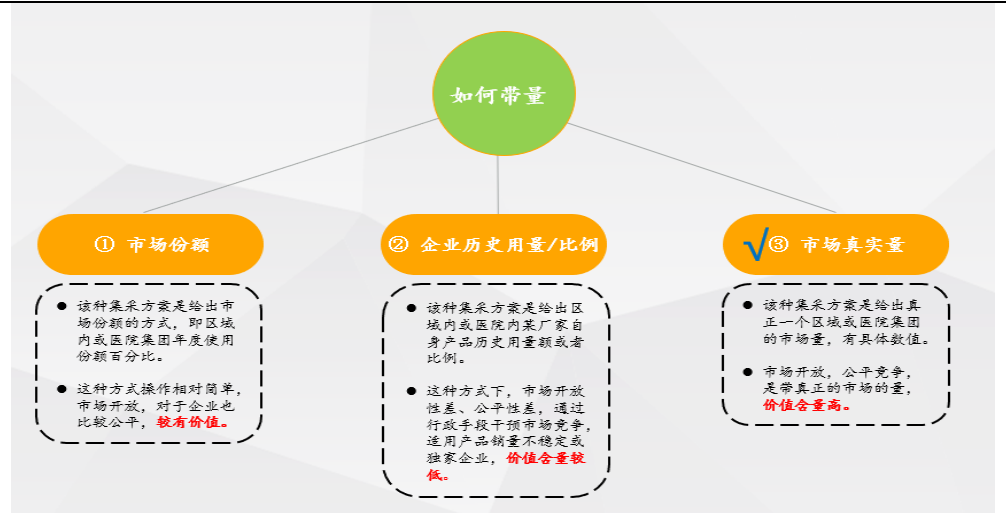 如何带量
① 市场份额
● 该种集采方案是给出市
场份额的方式，即区域
内或医院集团年度使用
份额百分比。
● 这种方式操作相对简单，
市场开放，对于企业也
比较公平，较有价值。
② 企业历史用量/比例
● 该种集采方案是给出区
域内或医院内某厂家自
身产品历史用量额或者
比例。
● 这种方式下，市场开放
性差、公平性差，通过
行政手段干预市场竞争，
适用产品销量不稳定或
独家企业，价值含量较
低。
√③ 市场真实量
● 该种集采方案是给出真
正一个区域或医院集团
的市场量，有具体数值。
● 市场开放，公平竞争，
是带真正的市场的量，
价值含量高。